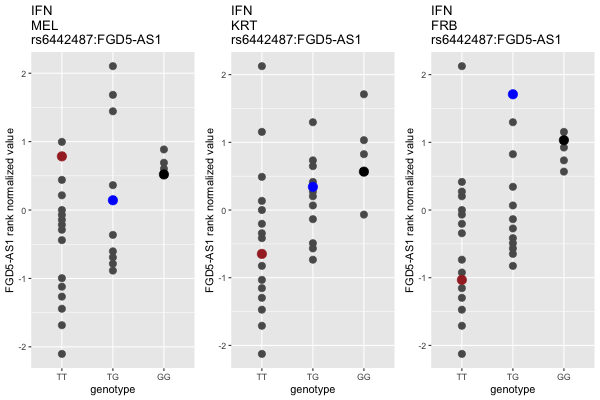 IFN
MEL
rs6442487:FGD5-AS1
FGD5-AS1 rank normalized value
2
1
0
-1
-2
TT TG GG
genotype
IFN
KRT
rs6442487:FGD5-AS1
FGD5-AS1 rank normalized value
2
1
0
-1
-2
TT TG GG
genotype
IFN
FRB
rs6442487:FGD5-AS1
FGD5-AS1 rank normalized value
2
1
0
-1
-2
TT TG GG
genotype